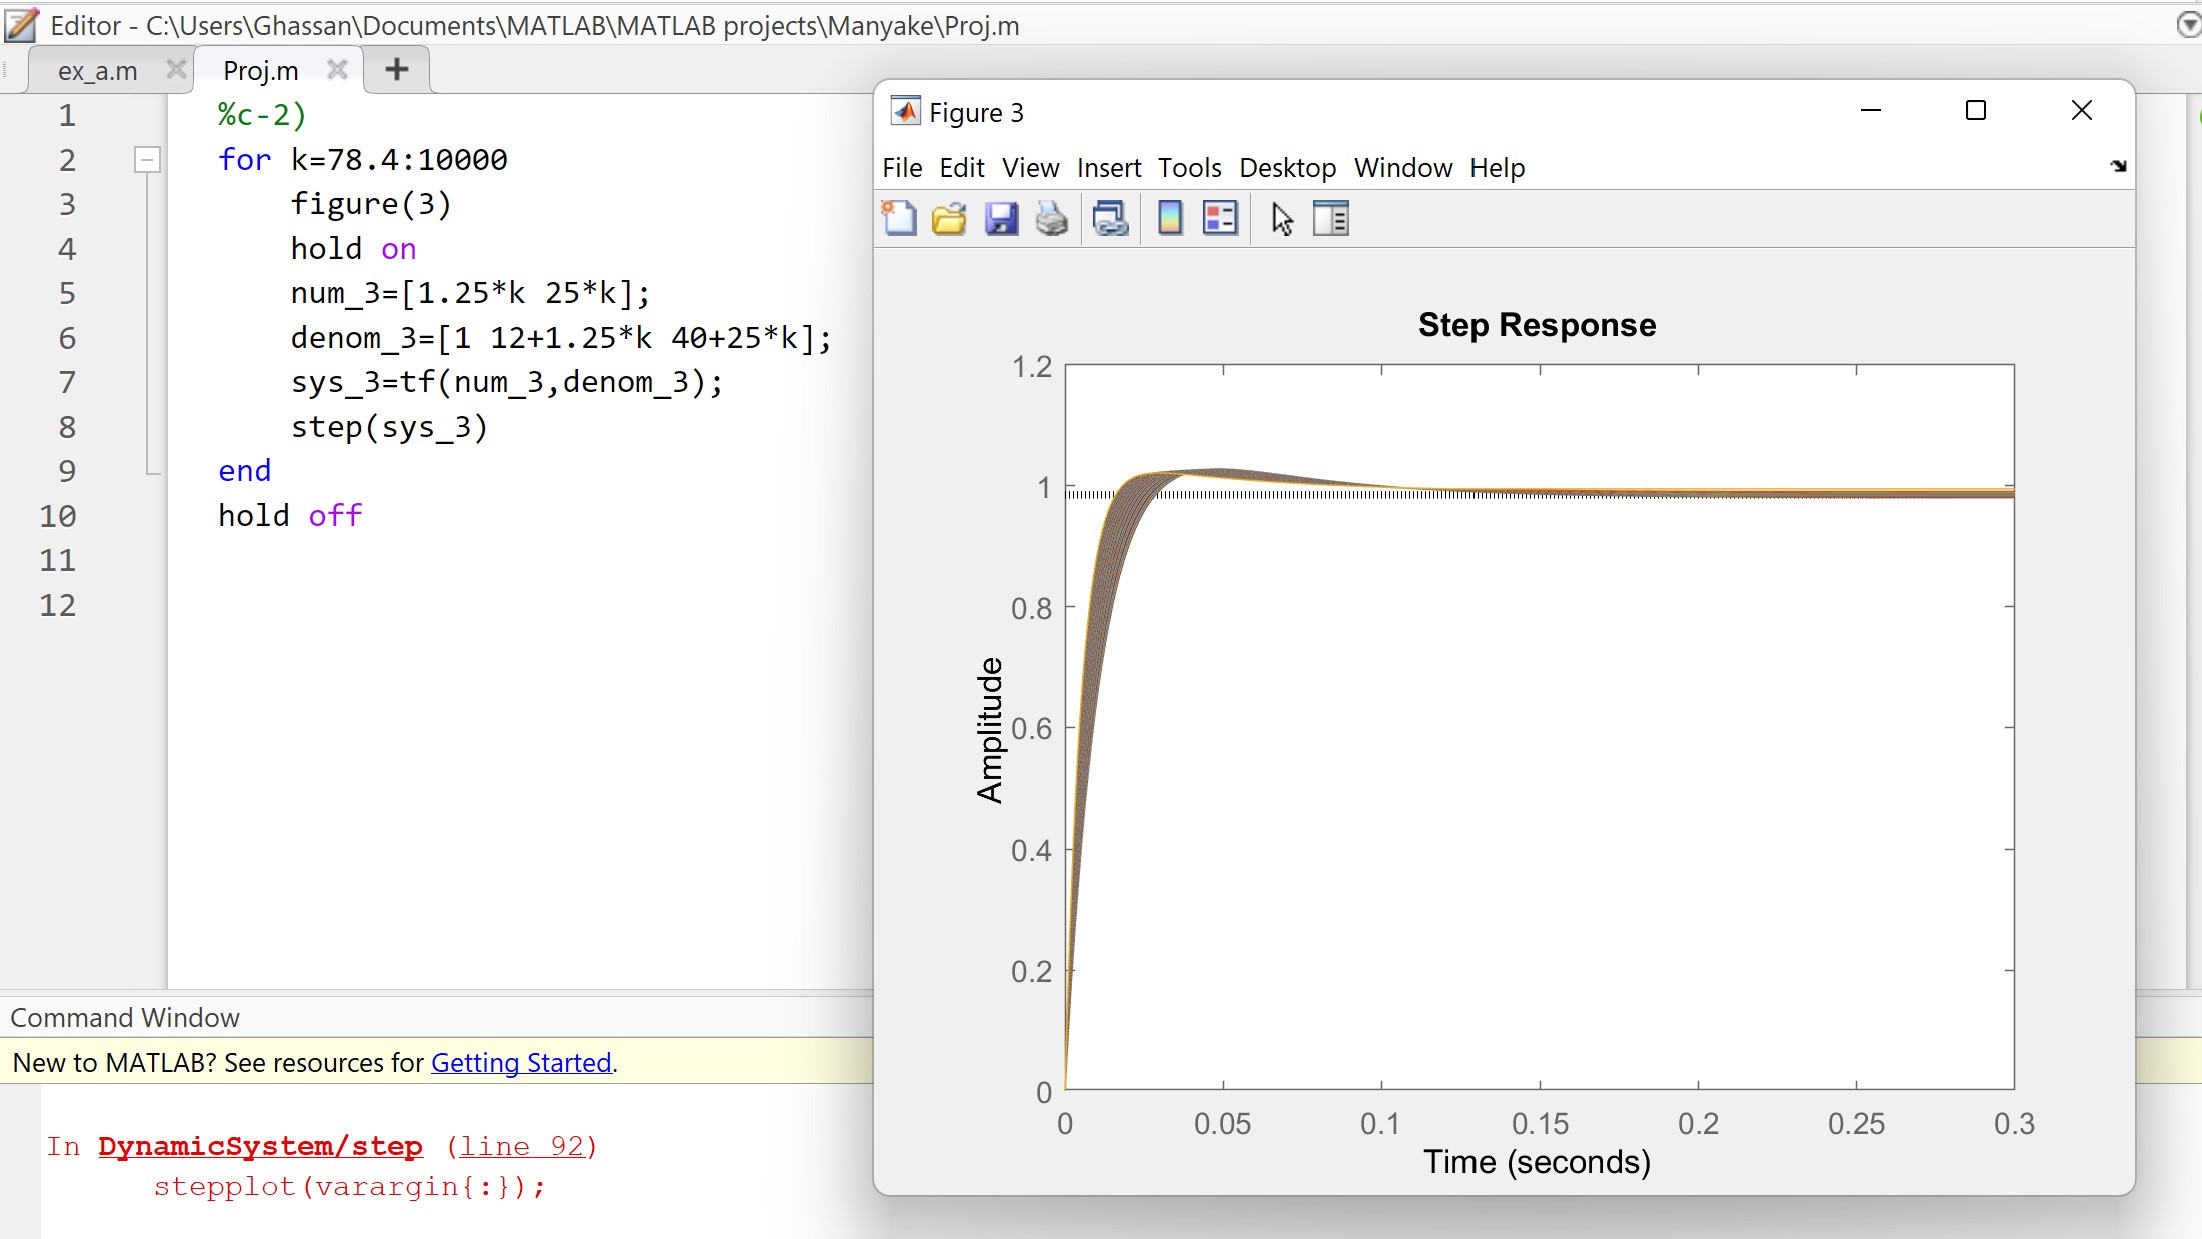 Editor - C:\Users\Ghassan\Documents\MATLAB\MATLAB projects\Manyake\Proj.m
ex_a.m Proj.m +
1 %c-2)
2 for k=78.4:10000
3 figure(3)
4 hold on
5 num_3=[1.25*k 25*k];
6 denom_3=[1 12+1.25*k 40+25*k];
7 sys_3=tf(num_3,denom_3);
8 step(sys_3)
9 end
10 hold off
11
12
Command Window
New to MATLAB? See resources for Getting Started.
In DynamicSystem/step (line 92)
stepplot(varargin{:});
Figure 3
File Edit View Insert Tools Desktop Window Help
Step Response
1.2
1
0.8
0.6
0.4
0.2
0
Amplitude
0 0.05 0.1 0.15 0.2 0.25 0.3
Time (seconds)